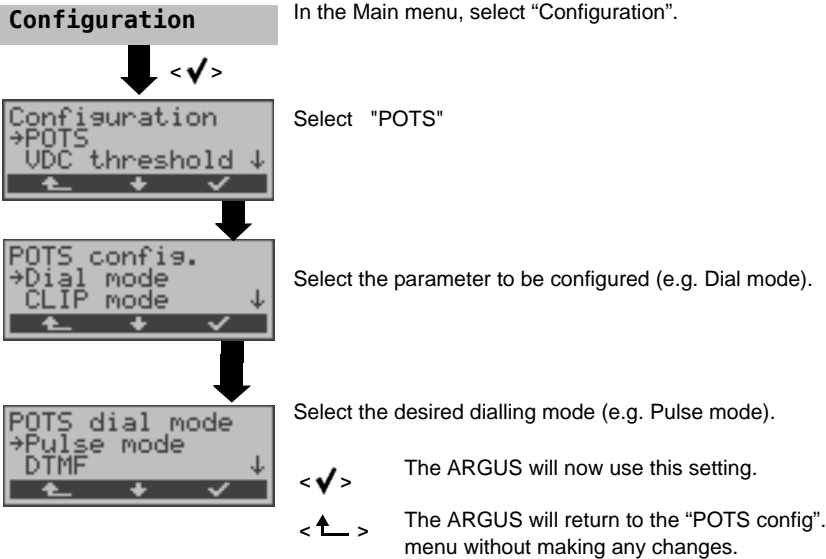 Configuration
In the Main menu, select “Configuration”.
<✓>
Configuration
→POTS
VDC threshold ↓
Select "POTS"
POTS config.
→Dial mode
CLIP mode ↓
Select the parameter to be configured (e.g. Dial mode).
POTS dial mode
→Pulse mode
DTMF ↓
Select the desired dialling mode (e.g. Pulse mode).
<✓> The ARGUS will now use this setting.
< > The ARGUS will return to the “POTS config”.
menu without making any changes.